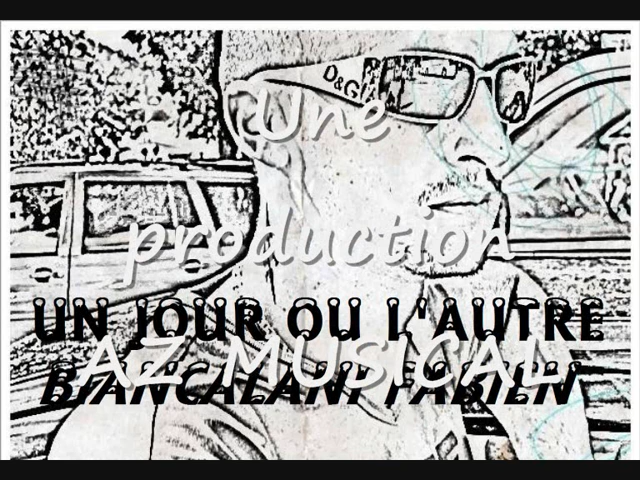 D&G
Une
production
UN JOUR OU L'AUTRE
AZ MUSICAL
BIANCALANI FABIEN